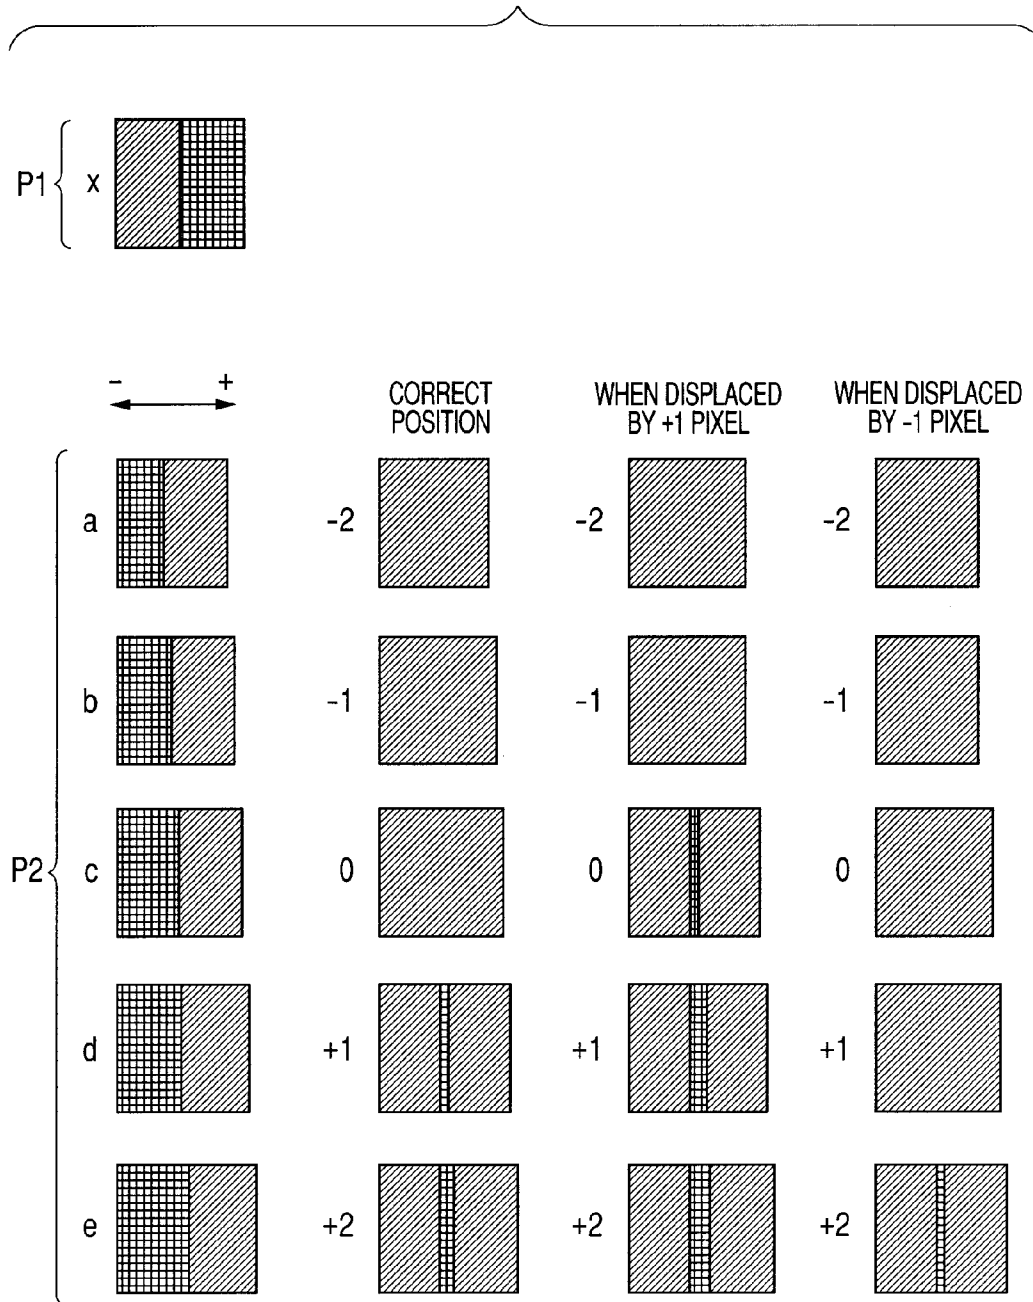 P1 x
- +
CORRECT POSITION
WHEN DISPLACED BY +1 PIXEL
WHEN DISPLACED BY -1 PIXEL
a -2 -2 -2
b -1 -1 -1
P2 c 0 0 0
d +1 +1 +1
e +2 +2 +2